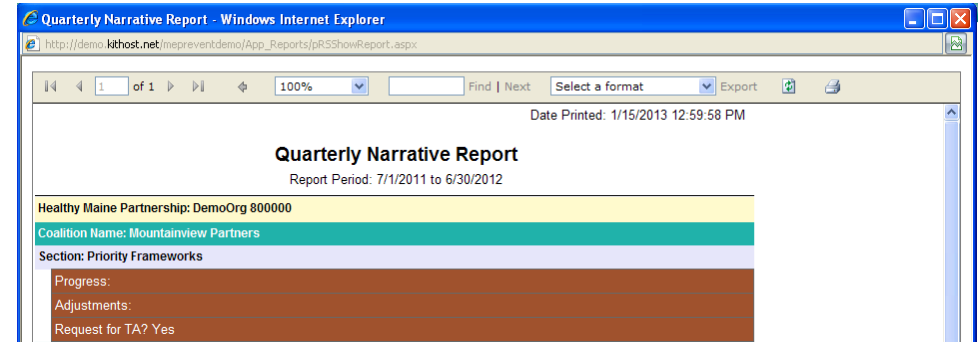 Quarterly Narrative Report - Windows Internet Explorer
http://demo.kithost.net/mepreventdemo/App_Reports/pRSShowReport.aspx
1 of 1 100% Find | Next Select a format Export
Date Printed: 1/15/2013 12:59:58 PM
Quarterly Narrative Report
Report Period: 7/1/2011 to 6/30/2012
Healthy Maine Partnership: DemoOrg 800000
Coalition Name: Mountainview Partners
Section: Priority Frameworks
Progress:
Adjustments:
Request for TA? Yes